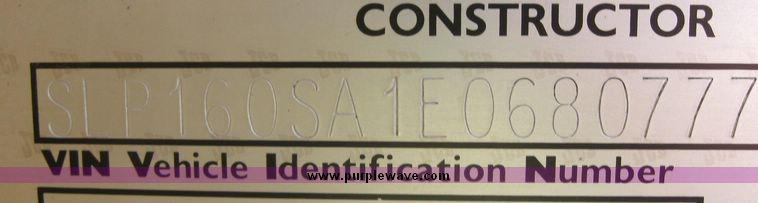 CONSTRUCTOR
SLP160SA1E0680777
VIN Vehicle Identification Number
www.purplewave.com